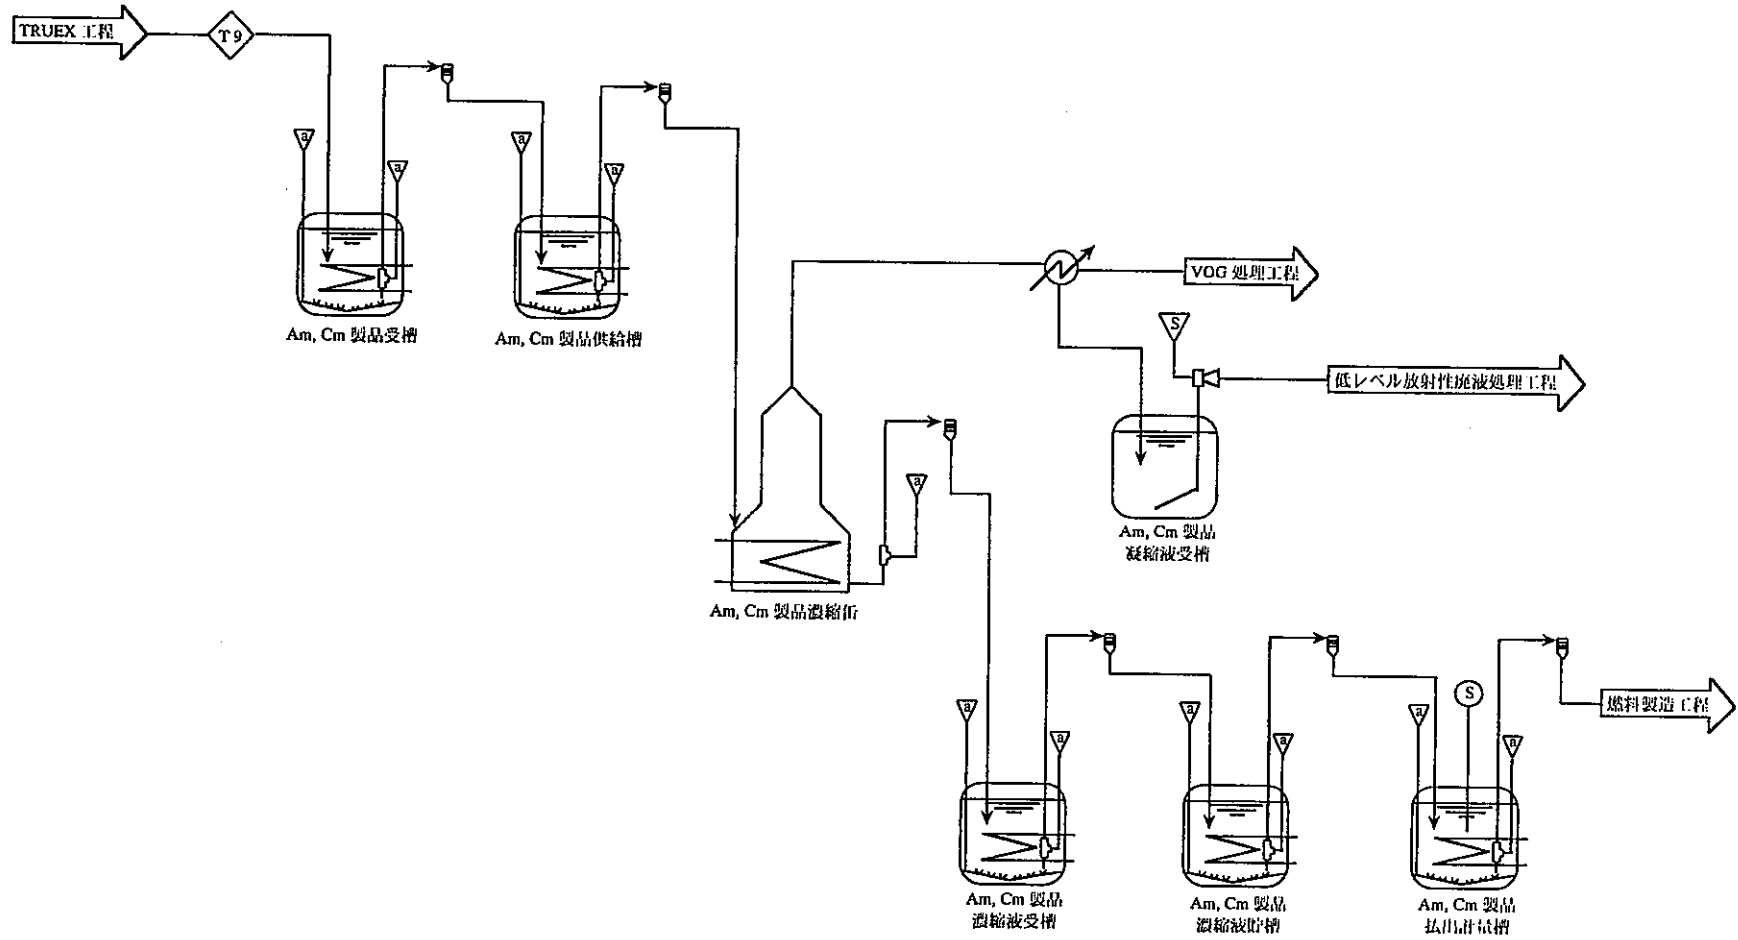 TRUEX 工程
T 9
a
a
a
a
Am, Cm 製品受槽
Am, Cm 製品供給槽
VOG 処理工程
S
低レベル放射性廃液処理工程
a
Am, Cm 製品
凝縮液受槽
Am, Cm 製品濃縮缶
a
a
a
a
S
a
a
燃料製造工程
Am, Cm 製品
濃縮液受槽
Am, Cm 製品
濃縮液貯槽
Am, Cm 製品
払出計量槽